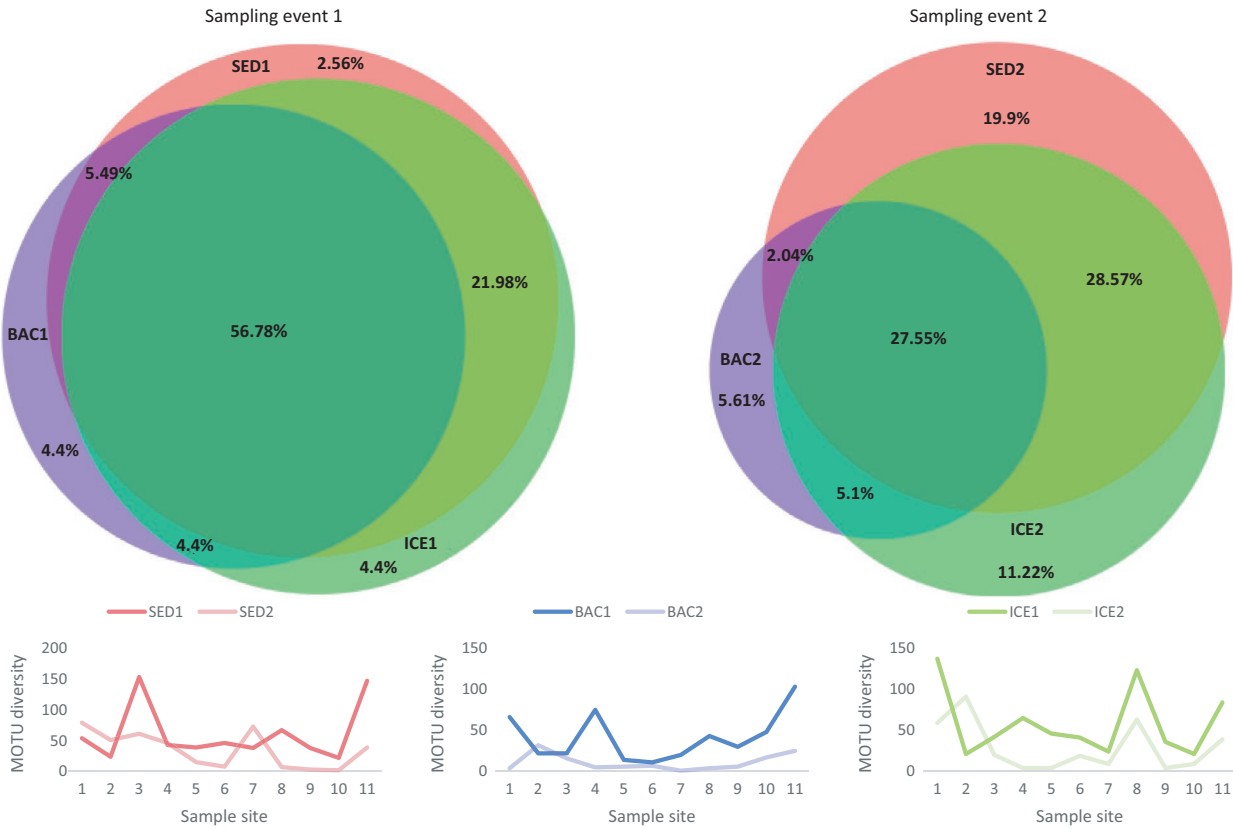 Sampling event 1
Sampling event 2
SED1
2.56%
5.49%
21.98%
BAC1
56.78%
4.4%
4.4%
ICE1
4.4%
SED2
19.9%
2.04%
28.57%
27.55%
BAC2
5.61%
5.1%
ICE2
11.22%
SED1 SED2
200
150
100
50
0
MOTU diversity
1 2 3 4 5 6 7 8 9 10 11
Sample site
BAC1 BAC2
150
100
50
0
MOTU diversity
1 2 3 4 5 6 7 8 9 10 11
Sample site
ICE1 ICE2
150
100
50
0
MOTU diversity
1 2 3 4 5 6 7 8 9 10 11
Sample site